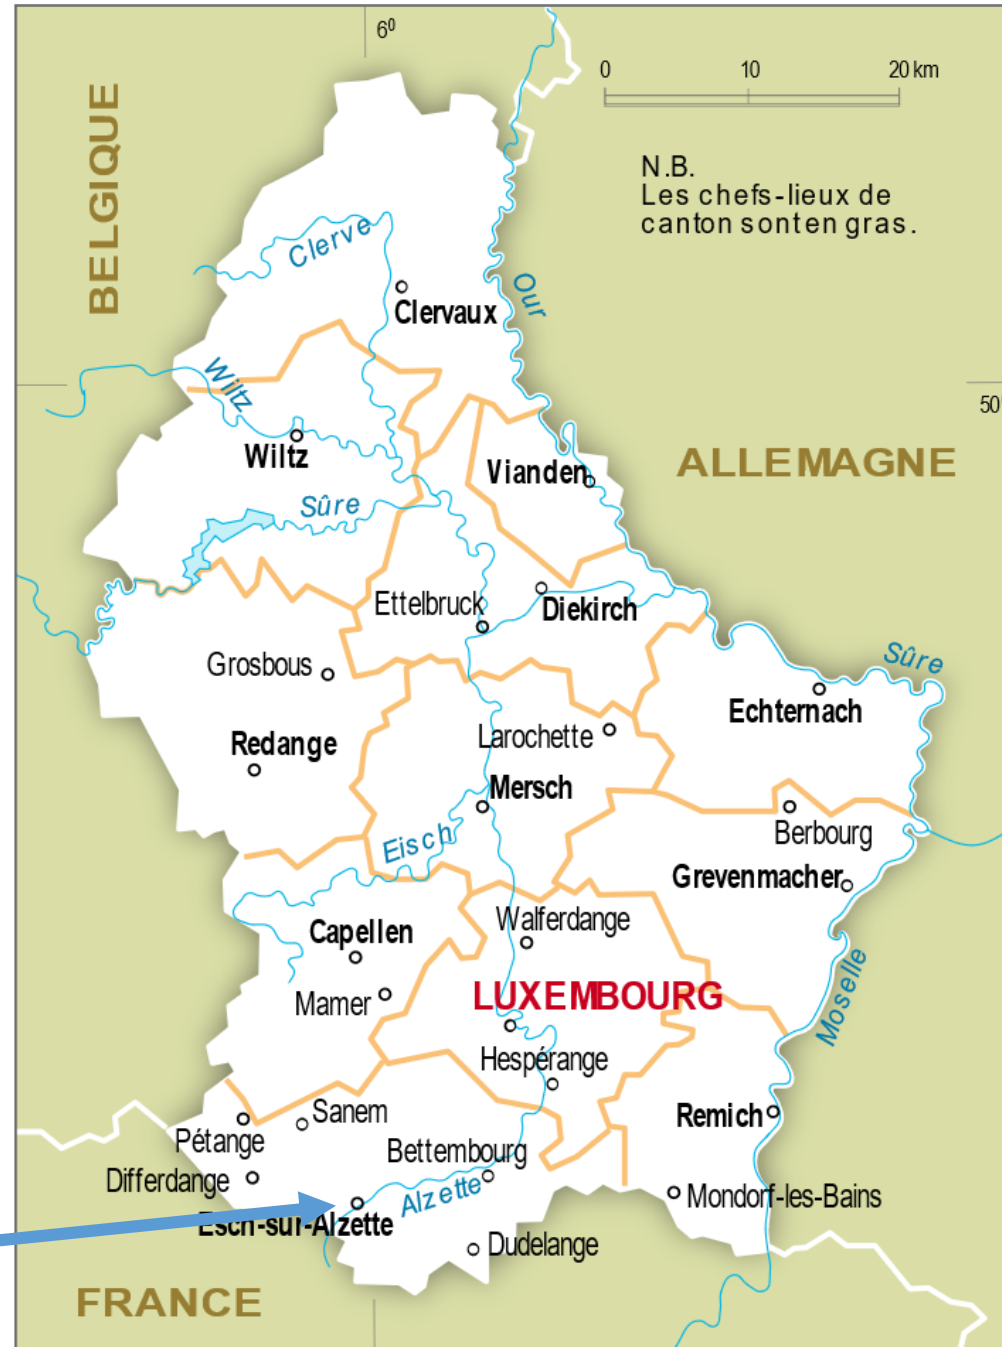 6⁰
0 10 20 km
BELGIQUE
N.B.
Les chefs-lieux de
canton sont en gras.
Clerve
Our
Clervaux
Wiltz
50
Wiltz
Vianden
ALLEMAGNE
Sûre
Ettelbruck
Diekirch
Grosbous
Sûre
Echternach
Redange
Larochette
Mersch
Eisch
Berbourg
Grevenmacher
Capellen
Walferdange
Mamer
LUXEMBOURG
Moselle
Hespérange
Sanem
Remich
Pétange
Bettembourg
Differdange
Alzette
Mondorf-les-Bains
Esch-sur-Alzette
Dudelange
FRANCE